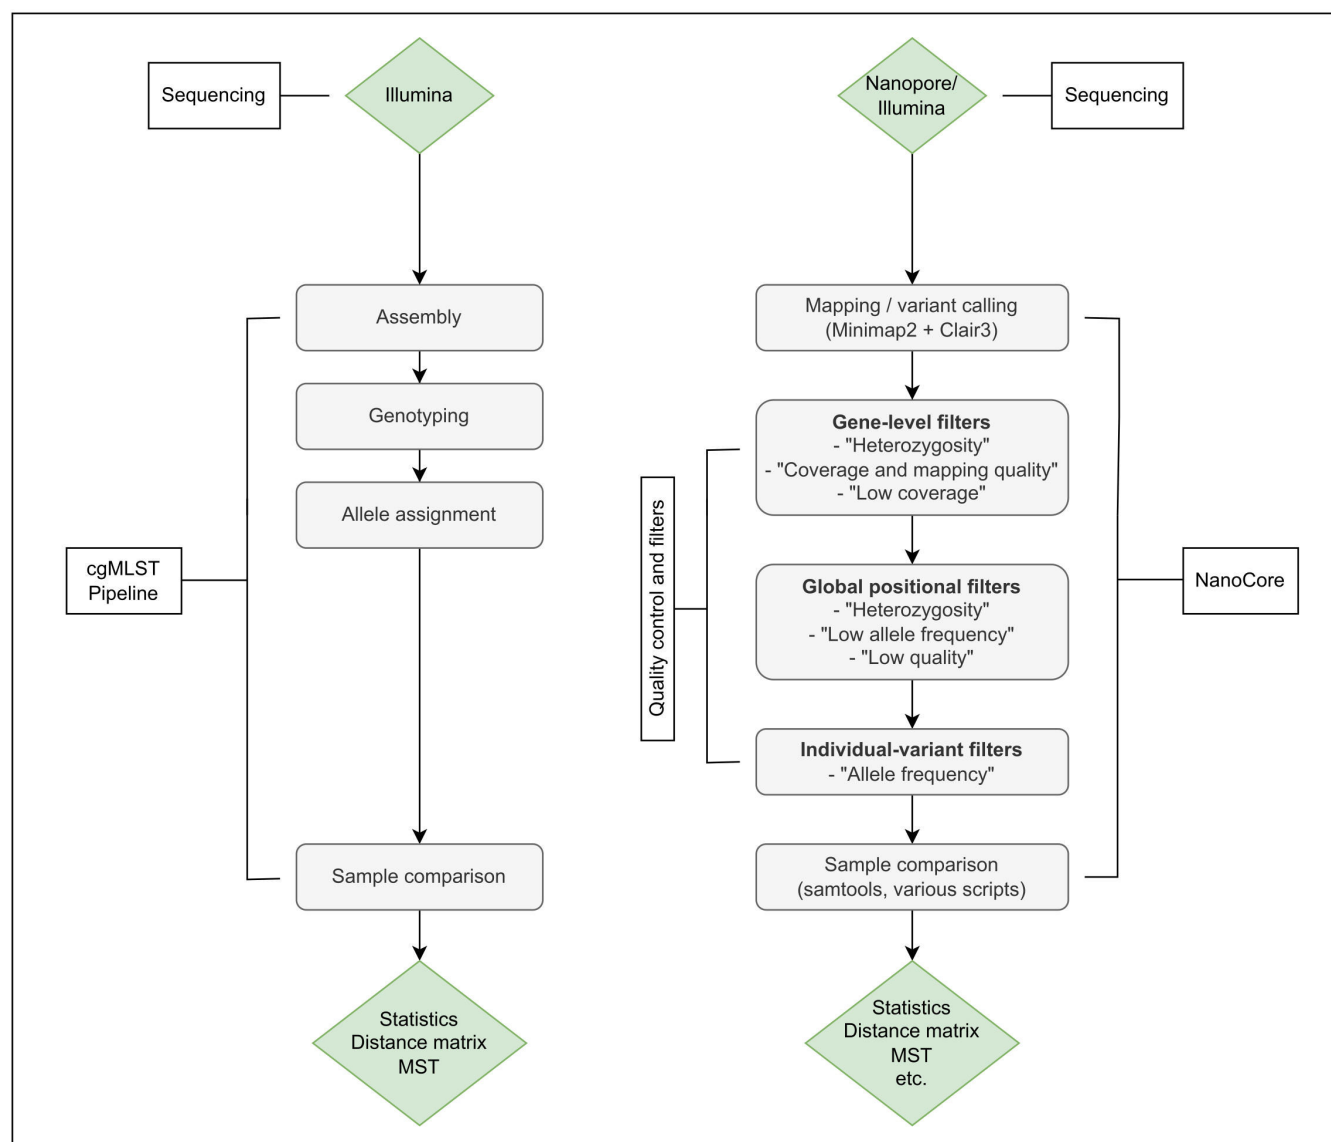 Sequencing
Illumina
Assembly
Genotyping
Allele assignment
cgMLST
Pipeline
Sample comparison
Statistics
Distance matrix
MST
Nanopore/
Illumina
Sequencing
Mapping / variant calling
(Minimap2 + Clair3)
Gene-level filters
- "Heterozygosity"
- "Coverage and mapping quality"
- "Low coverage"
Quality control and filters
Global positional filters
- "Heterozygosity"
- "Low allele frequency"
- "Low quality"
NanoCore
Individual-variant filters
- "Allele frequency"
Sample comparison
(samtools, various scripts)
Statistics
Distance matrix
MST
etc.